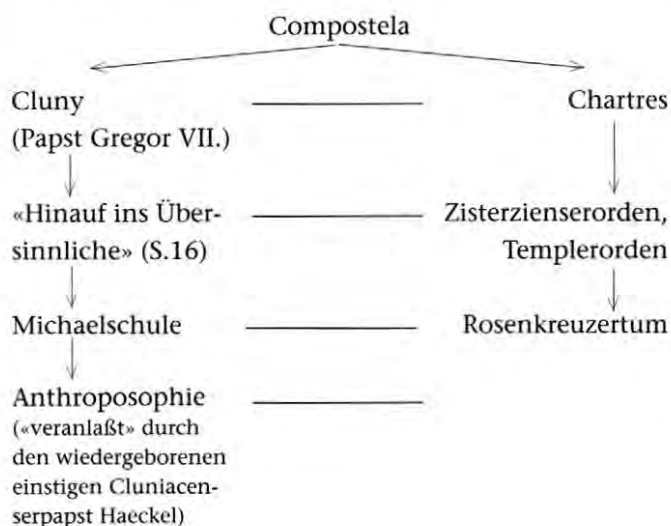 Compostela
Cluny
(Papst Gregor VII.)
Chartres
«Hinauf ins Über-
sinnliche» (S.16)
Zisterzienserorden,
Templerorden
Michaelschule
Rosenkreuzertum
Anthroposophie
(«veranlaßt» durch
den wiedergeborenen
einstigen Cluniacen-
serpapst Haeckel)